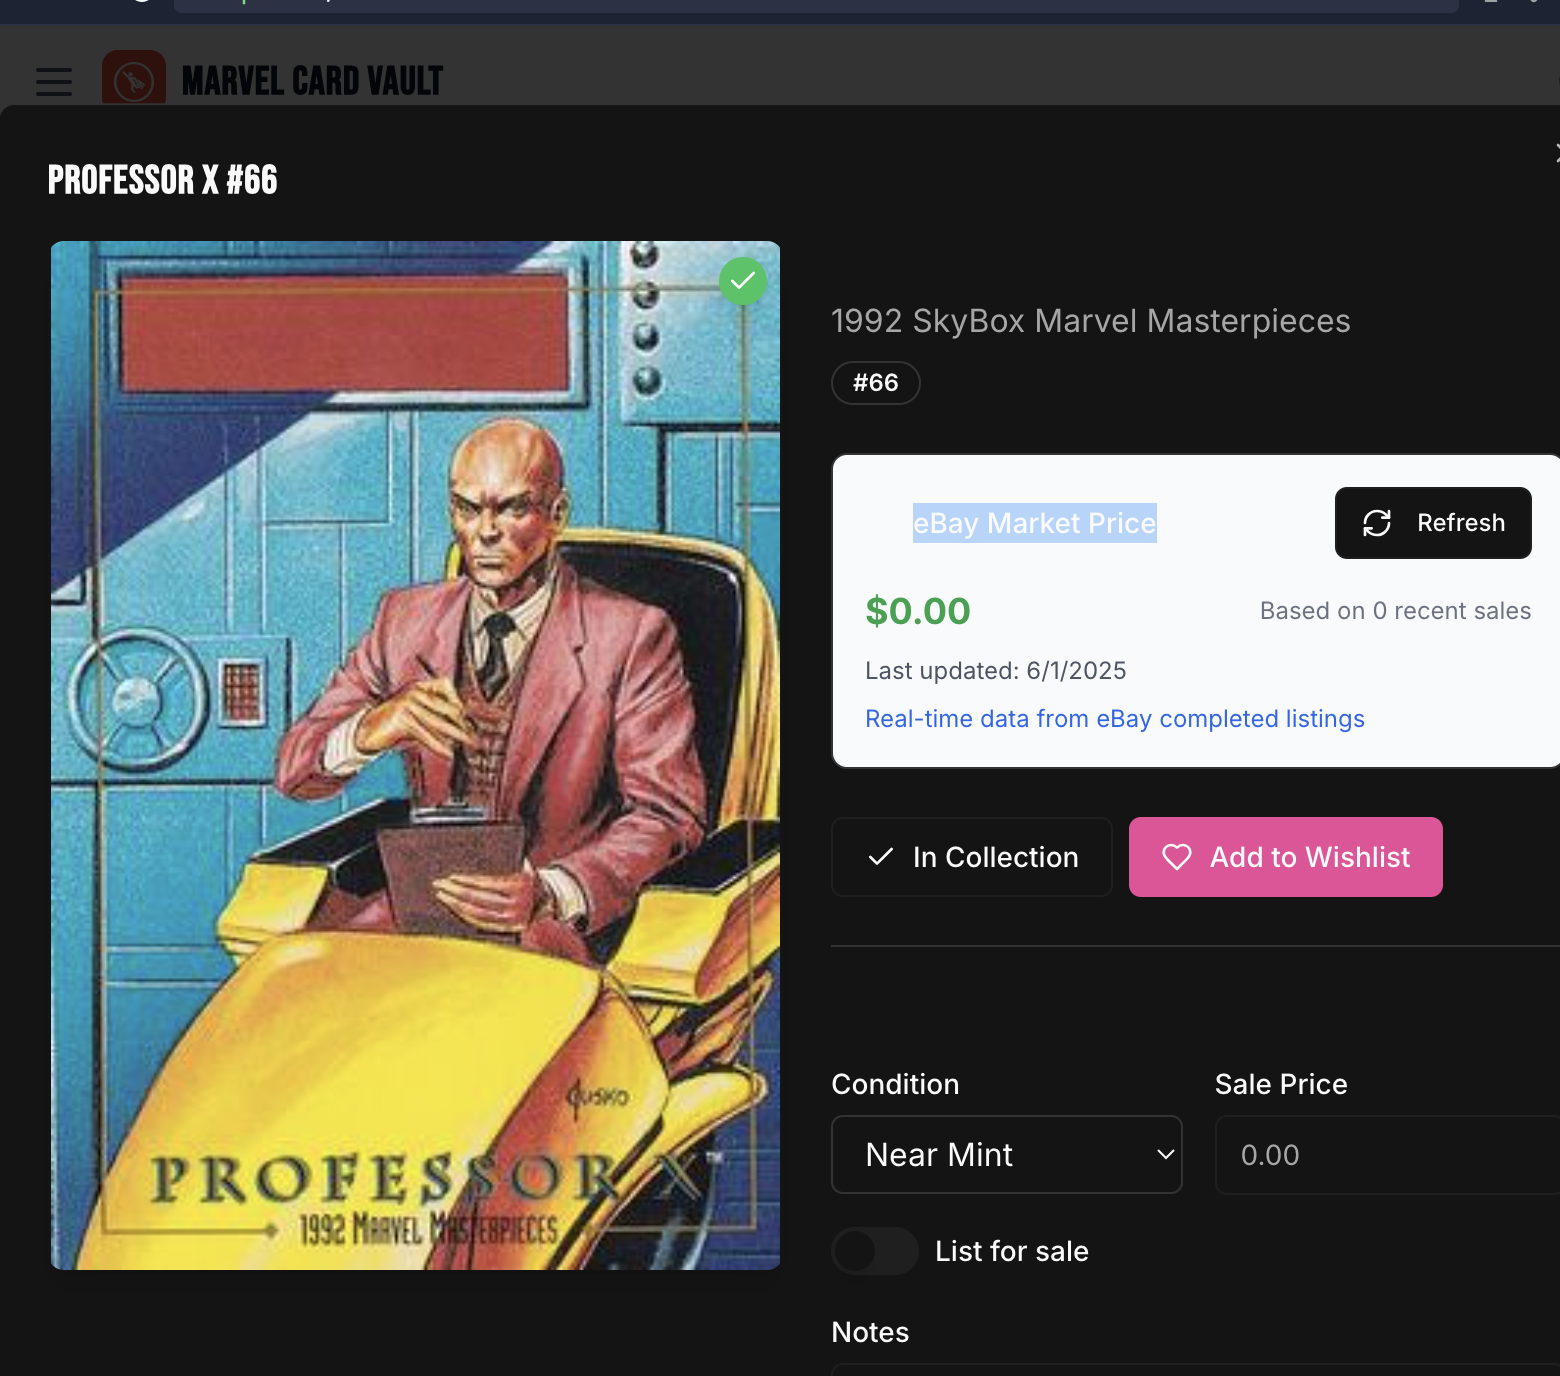 MARVEL CARD VAULT
PROFESSOR X #66
1992 SkyBox Marvel Masterpieces
#66
eBay Market Price
Refresh
$0.00
Based on 0 recent sales
Last updated: 6/1/2025
Real-time data from eBay completed listings
In Collection
Add to Wishlist
Condition
Sale Price
Near Mint
0.00
List for sale
Notes
JUSKO
PROFESSOR X™
1992 MARVEL MASTERPIECES